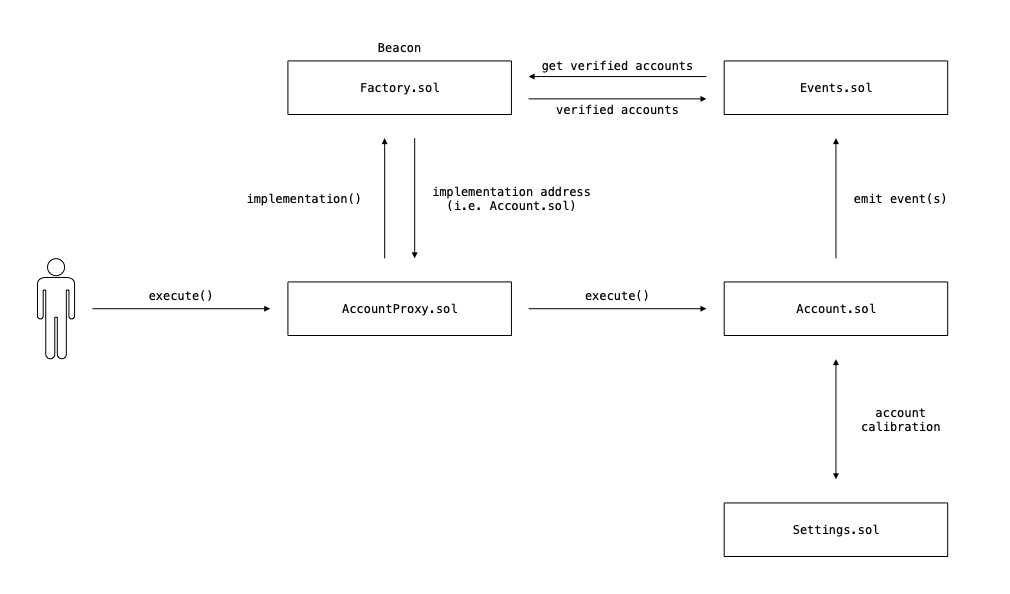 Beacon
Factory.sol
get verified accounts
verified accounts
Events.sol
implementation()
implementation address
(i.e. Account.sol)
emit event(s)
execute()
AccountProxy.sol
execute()
Account.sol
account
calibration
Settings.sol